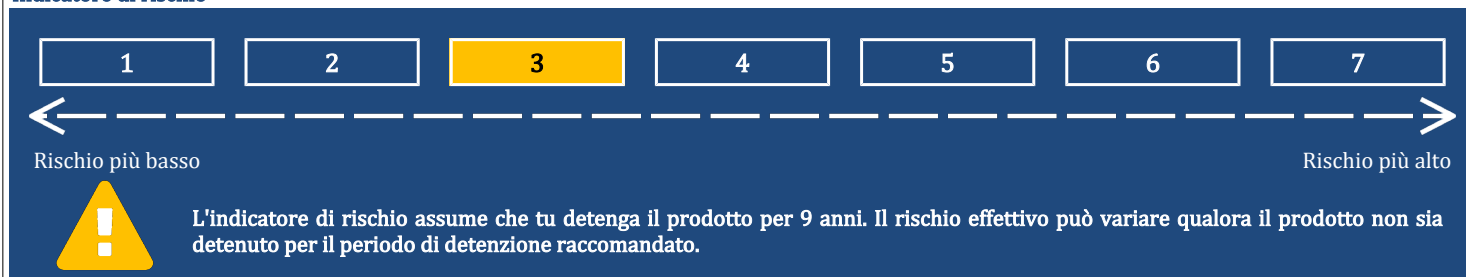 1 2 3 4 5 6 7
Rischio più basso Rischio più alto
L'indicatore di rischio assume che tu detenga il prodotto per 9 anni. Il rischio effettivo può variare qualora il prodotto non sia
detenuto per il periodo di detenzione raccomandato.